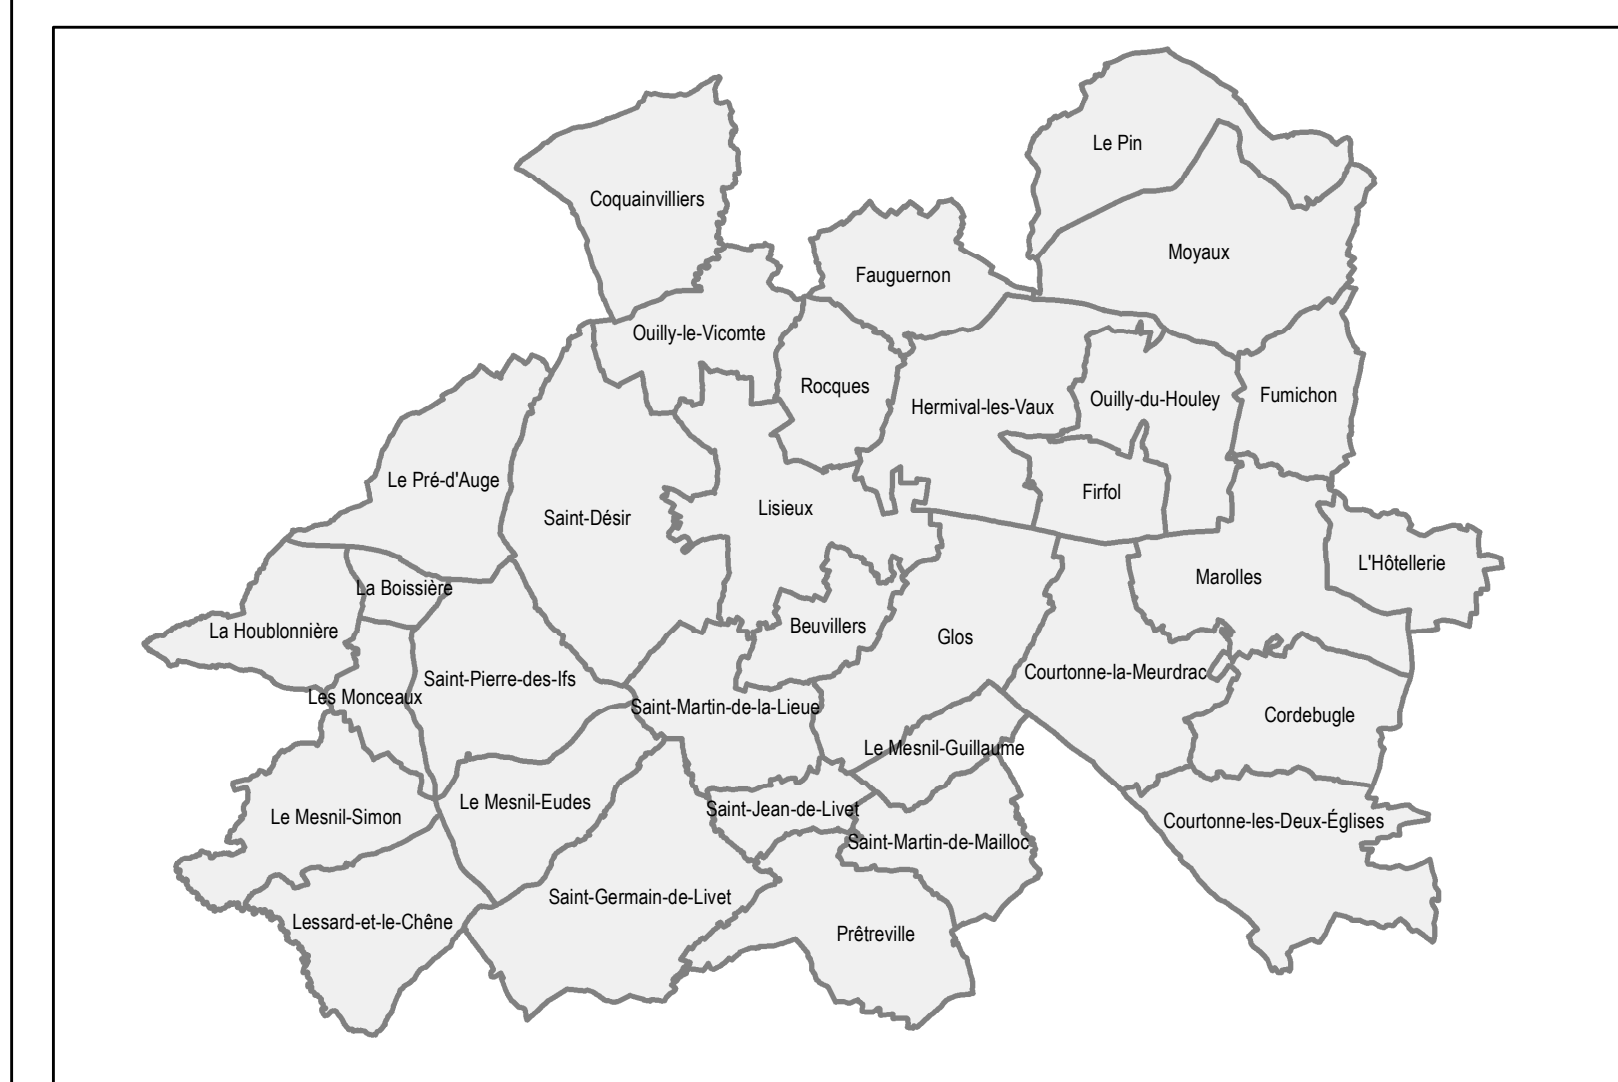 Le Pin
Coquainvilliers
Moyaux
Fauguernon
Ouilly-le-Vicomte
Rocques
Hermival-les-Vaux
Ouilly-du-Houley
Fumichon
Le Pré-d'Auge
Saint-Désir
Lisieux
Firfol
L'Hôtellerie
Marolles
La Boissière
La Houblonnière
Beuvillers
Glos
Saint-Pierre-des-Ifs
Courtonne-la-Meurdrac
Les Monceaux
Saint-Martin-de-la-Lieue
Cordebugle
Le Mesnil-Guillaume
Le Mesnil-Eudes
Saint-Jean-de-Livet
Le Mesnil-Simon
Courtonne-les-Deux-Églises
Saint-Martin-de-Mailloc
Saint-Germain-de-Livet
Lessard-et-le-Chêne
Prêtreville